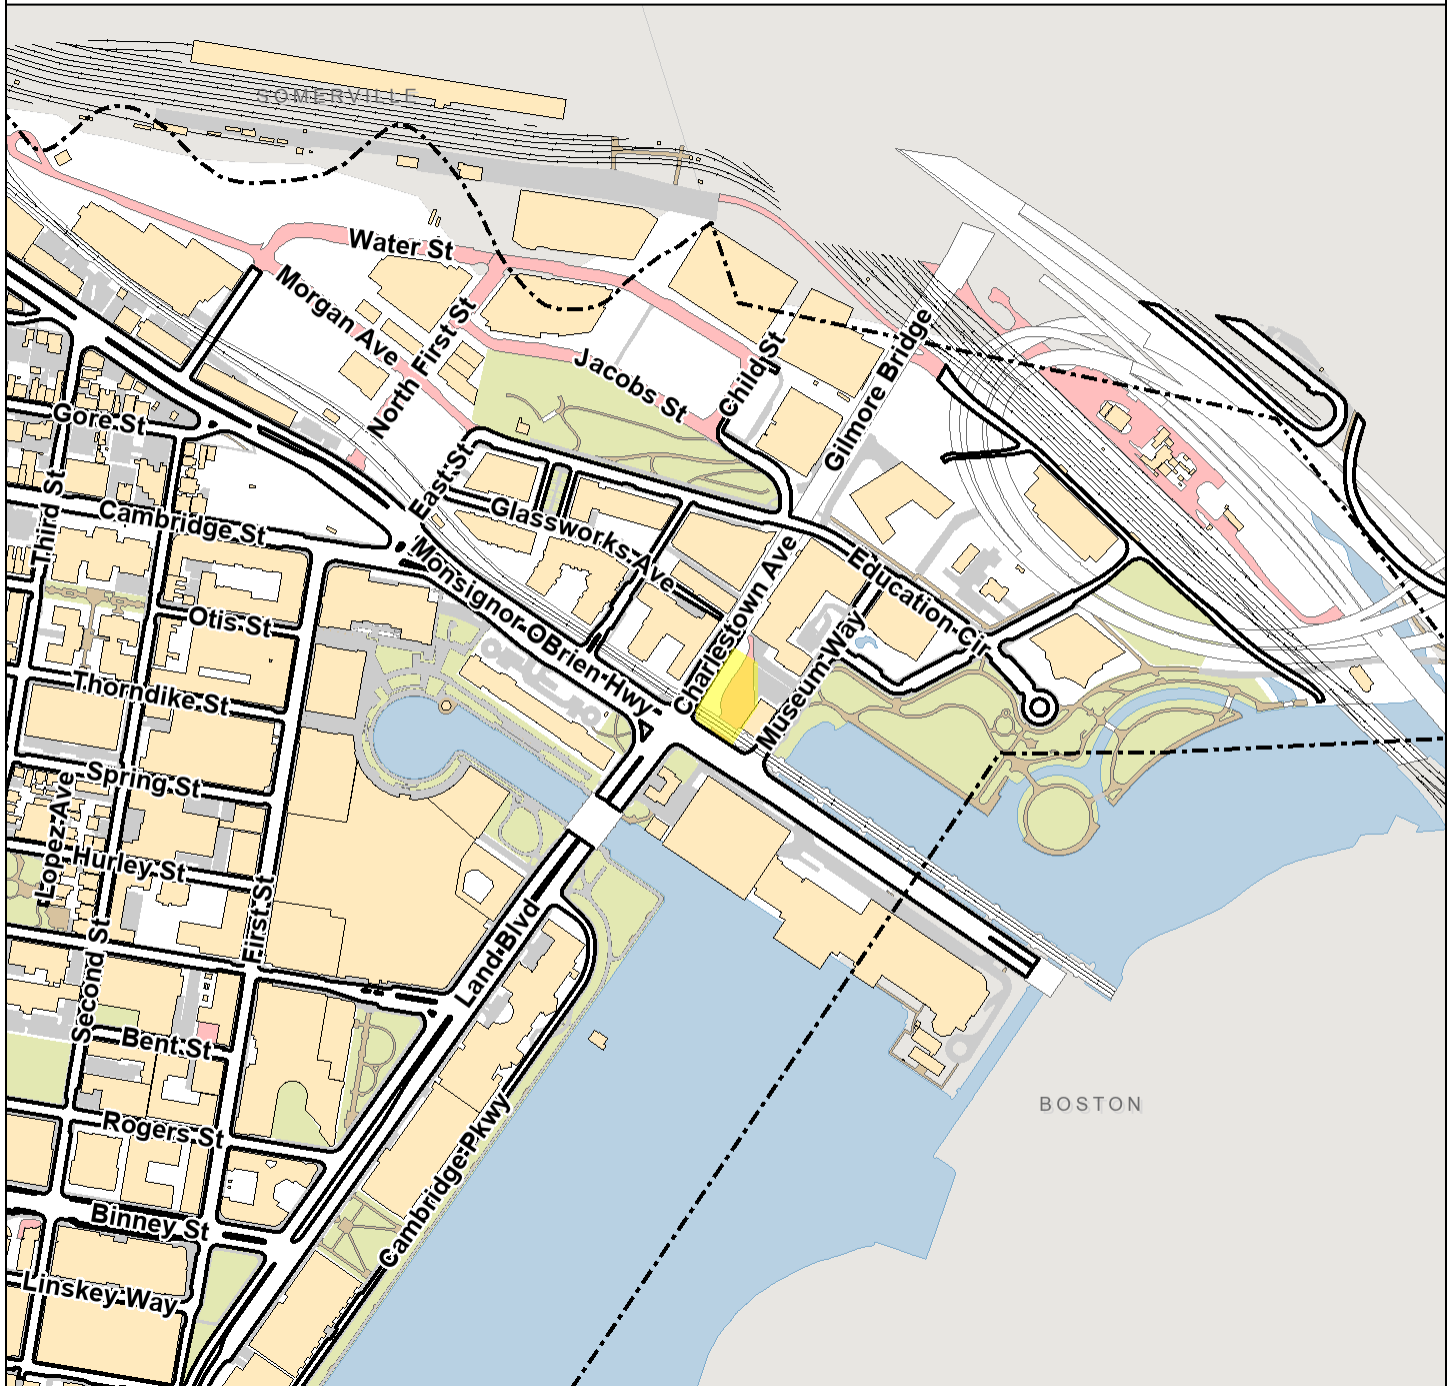 SOMERVILLE
Water St
Morgan Ave
North First St
Jacobs St
Child St
Gilmore Bridge
Gore St
Third St
Cambridge St
East St
Glassworks Ave
Monsignor OBrien Hwy
Charlestown Ave
Education Cir
Museum Way
Otis St
Thorndike St
Spring St
Lopez Ave
Hurley St
First St
Second St
Land Blvd
Bent St
Rogers St
Cambridge Pkwy
BOSTON
Binney St
Linskey Way